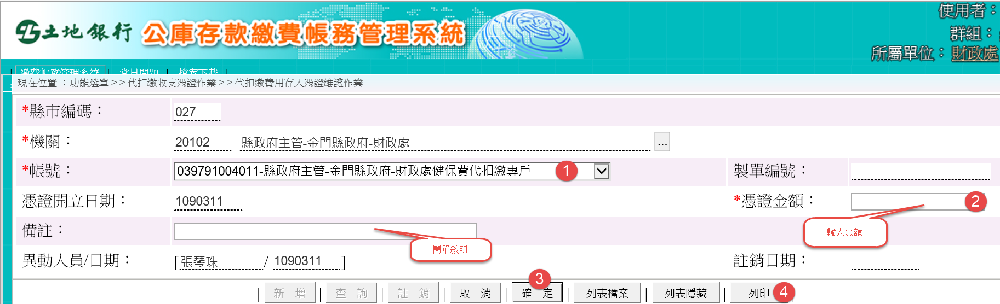 使用者：
群組：
土地銀行 公庫存款繳費帳務管理系統
所屬單位：財政處
| 繳費帳務管理系統 | 常見問題 | 檔案下載 |
現在位置 ：功能選單>>代扣繳收支憑證作業>>代扣繳費用存入憑證維護作業
*縣市編碼： 027
*機關： 20102 縣政府主管-金門縣政府-財政處 ...
*帳號： 039791004011-縣政府主管-金門縣政府-財政處健保費代扣繳專戶 1 製單編號：
憑證開立日期： 1090311 *憑證金額： 2
輸入金額
備註：
簡單敘明
異動人員/日期： [張琴珠 / 1090311 ] 註銷日期：
3
| 新 增 | 查 詢 | 註 銷 | 取 消 | 確 定 | 列表檔案 | 列表隱藏 | 列印 4 |